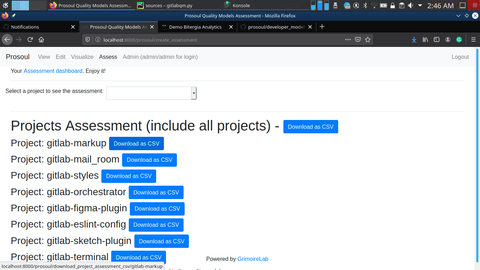 Prosoul Quality Models Assessm...
sources – gitlabqm.py
Konsole
2:46 AM
Prosoul Quality Models Assessment - Mozilla Firefox
Notifications
Prosoul Quality Models A
Demo Bitergia Analytics
prosoul/developer_model
localhost:8000/prosoul/create_assessment
Prosoul View Edit Visualize Assess Admin (admin/admin for login) Logout
Your Assessment dashboard. Enjoy it!
Select a project to see the assessment:
Projects Assessment (include all projects) - Download as CSV
Project: gitlab-markup Download as CSV
Project: gitlab-mail_room Download as CSV
Project: gitlab-styles Download as CSV
Project: gitlab-orchestrator Download as CSV
Project: gitlab-figma-plugin Download as CSV
Project: gitlab-eslint-config Download as CSV
Project: gitlab-sketch-plugin Download as CSV
Project: gitlab-terminal Download as CSV
Powered by GrimoireLab
localhost:8000/prosoul/download_project_assessment_csv/gitlab-markup